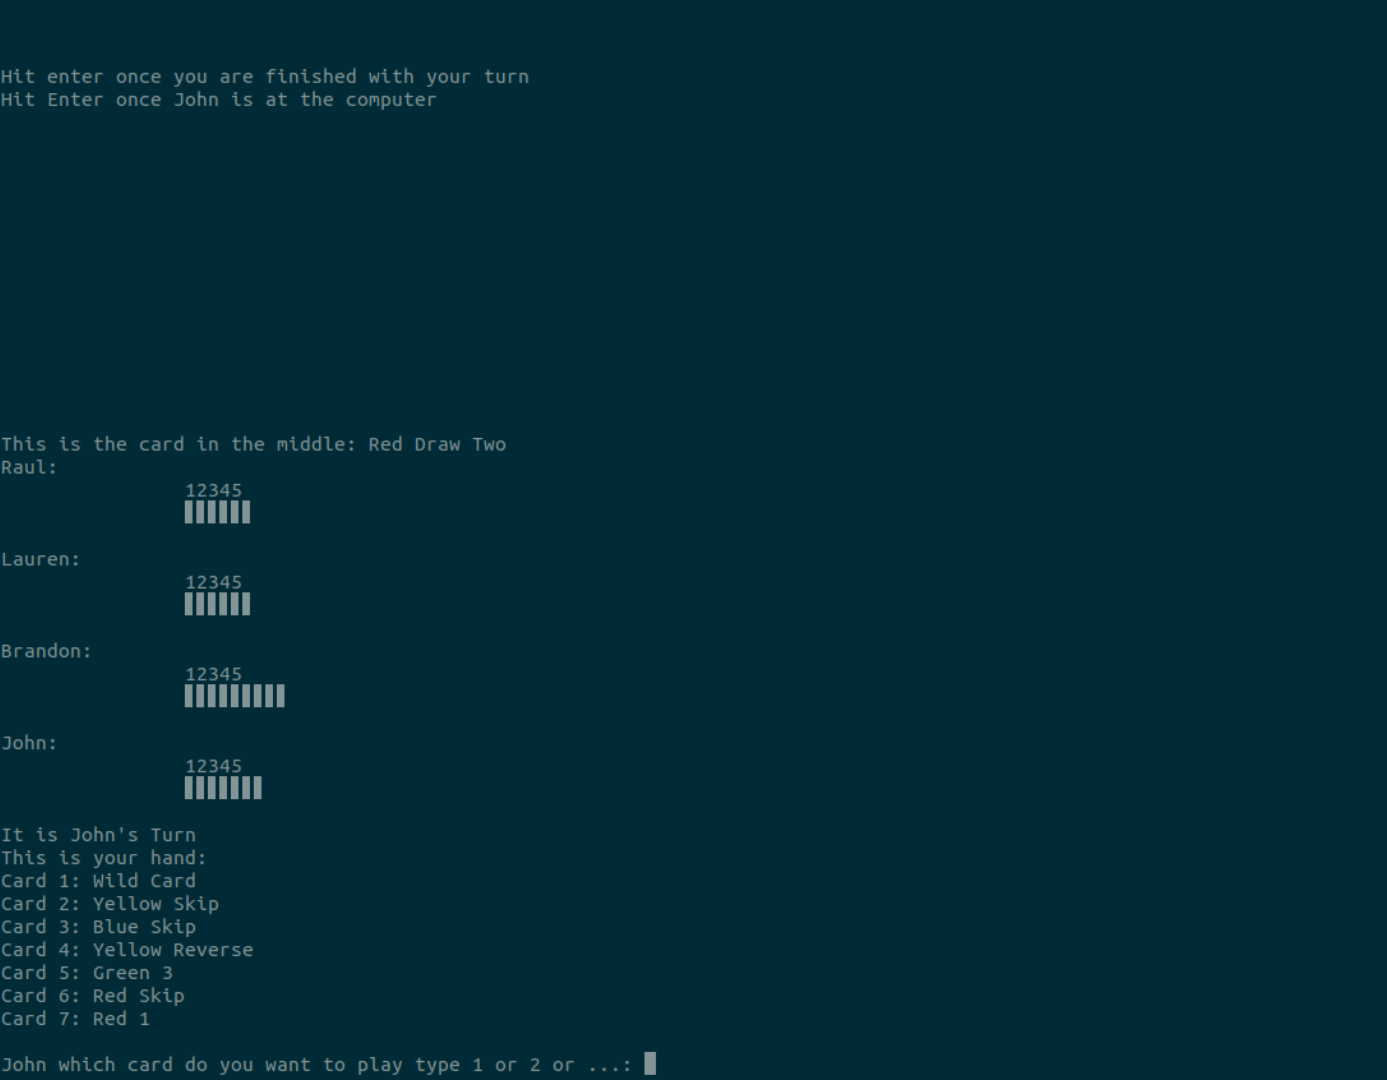 Hit enter once you are finished with your turn
Hit Enter once John is at the computer
This is the card in the middle: Red Draw Two
Raul:
12345
Lauren:
12345
Brandon:
12345
John:
12345
It is John's Turn
This is your hand:
Card 1: Wild Card
Card 2: Yellow Skip
Card 3: Blue Skip
Card 4: Yellow Reverse
Card 5: Green 3
Card 6: Red Skip
Card 7: Red 1
John which card do you want to play type 1 or 2 or ...: